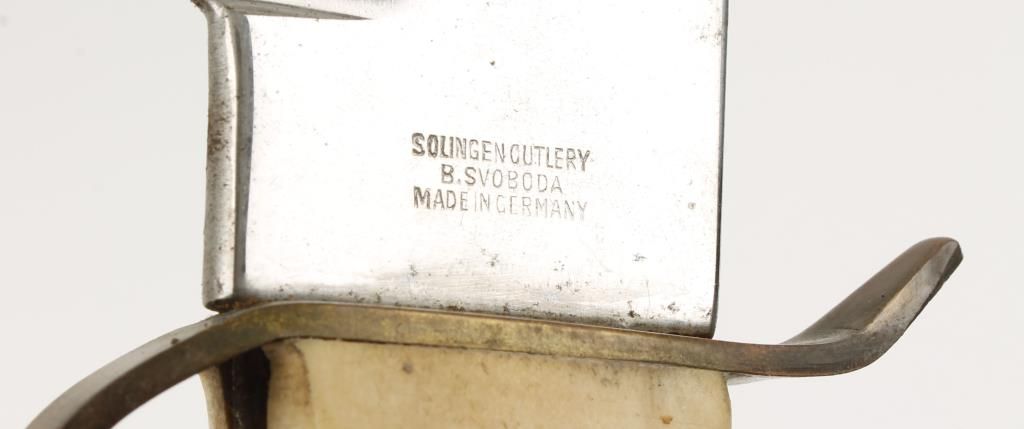 SOLINGEN CUTLERY
B. SVOBODA
MADE IN GERMANY